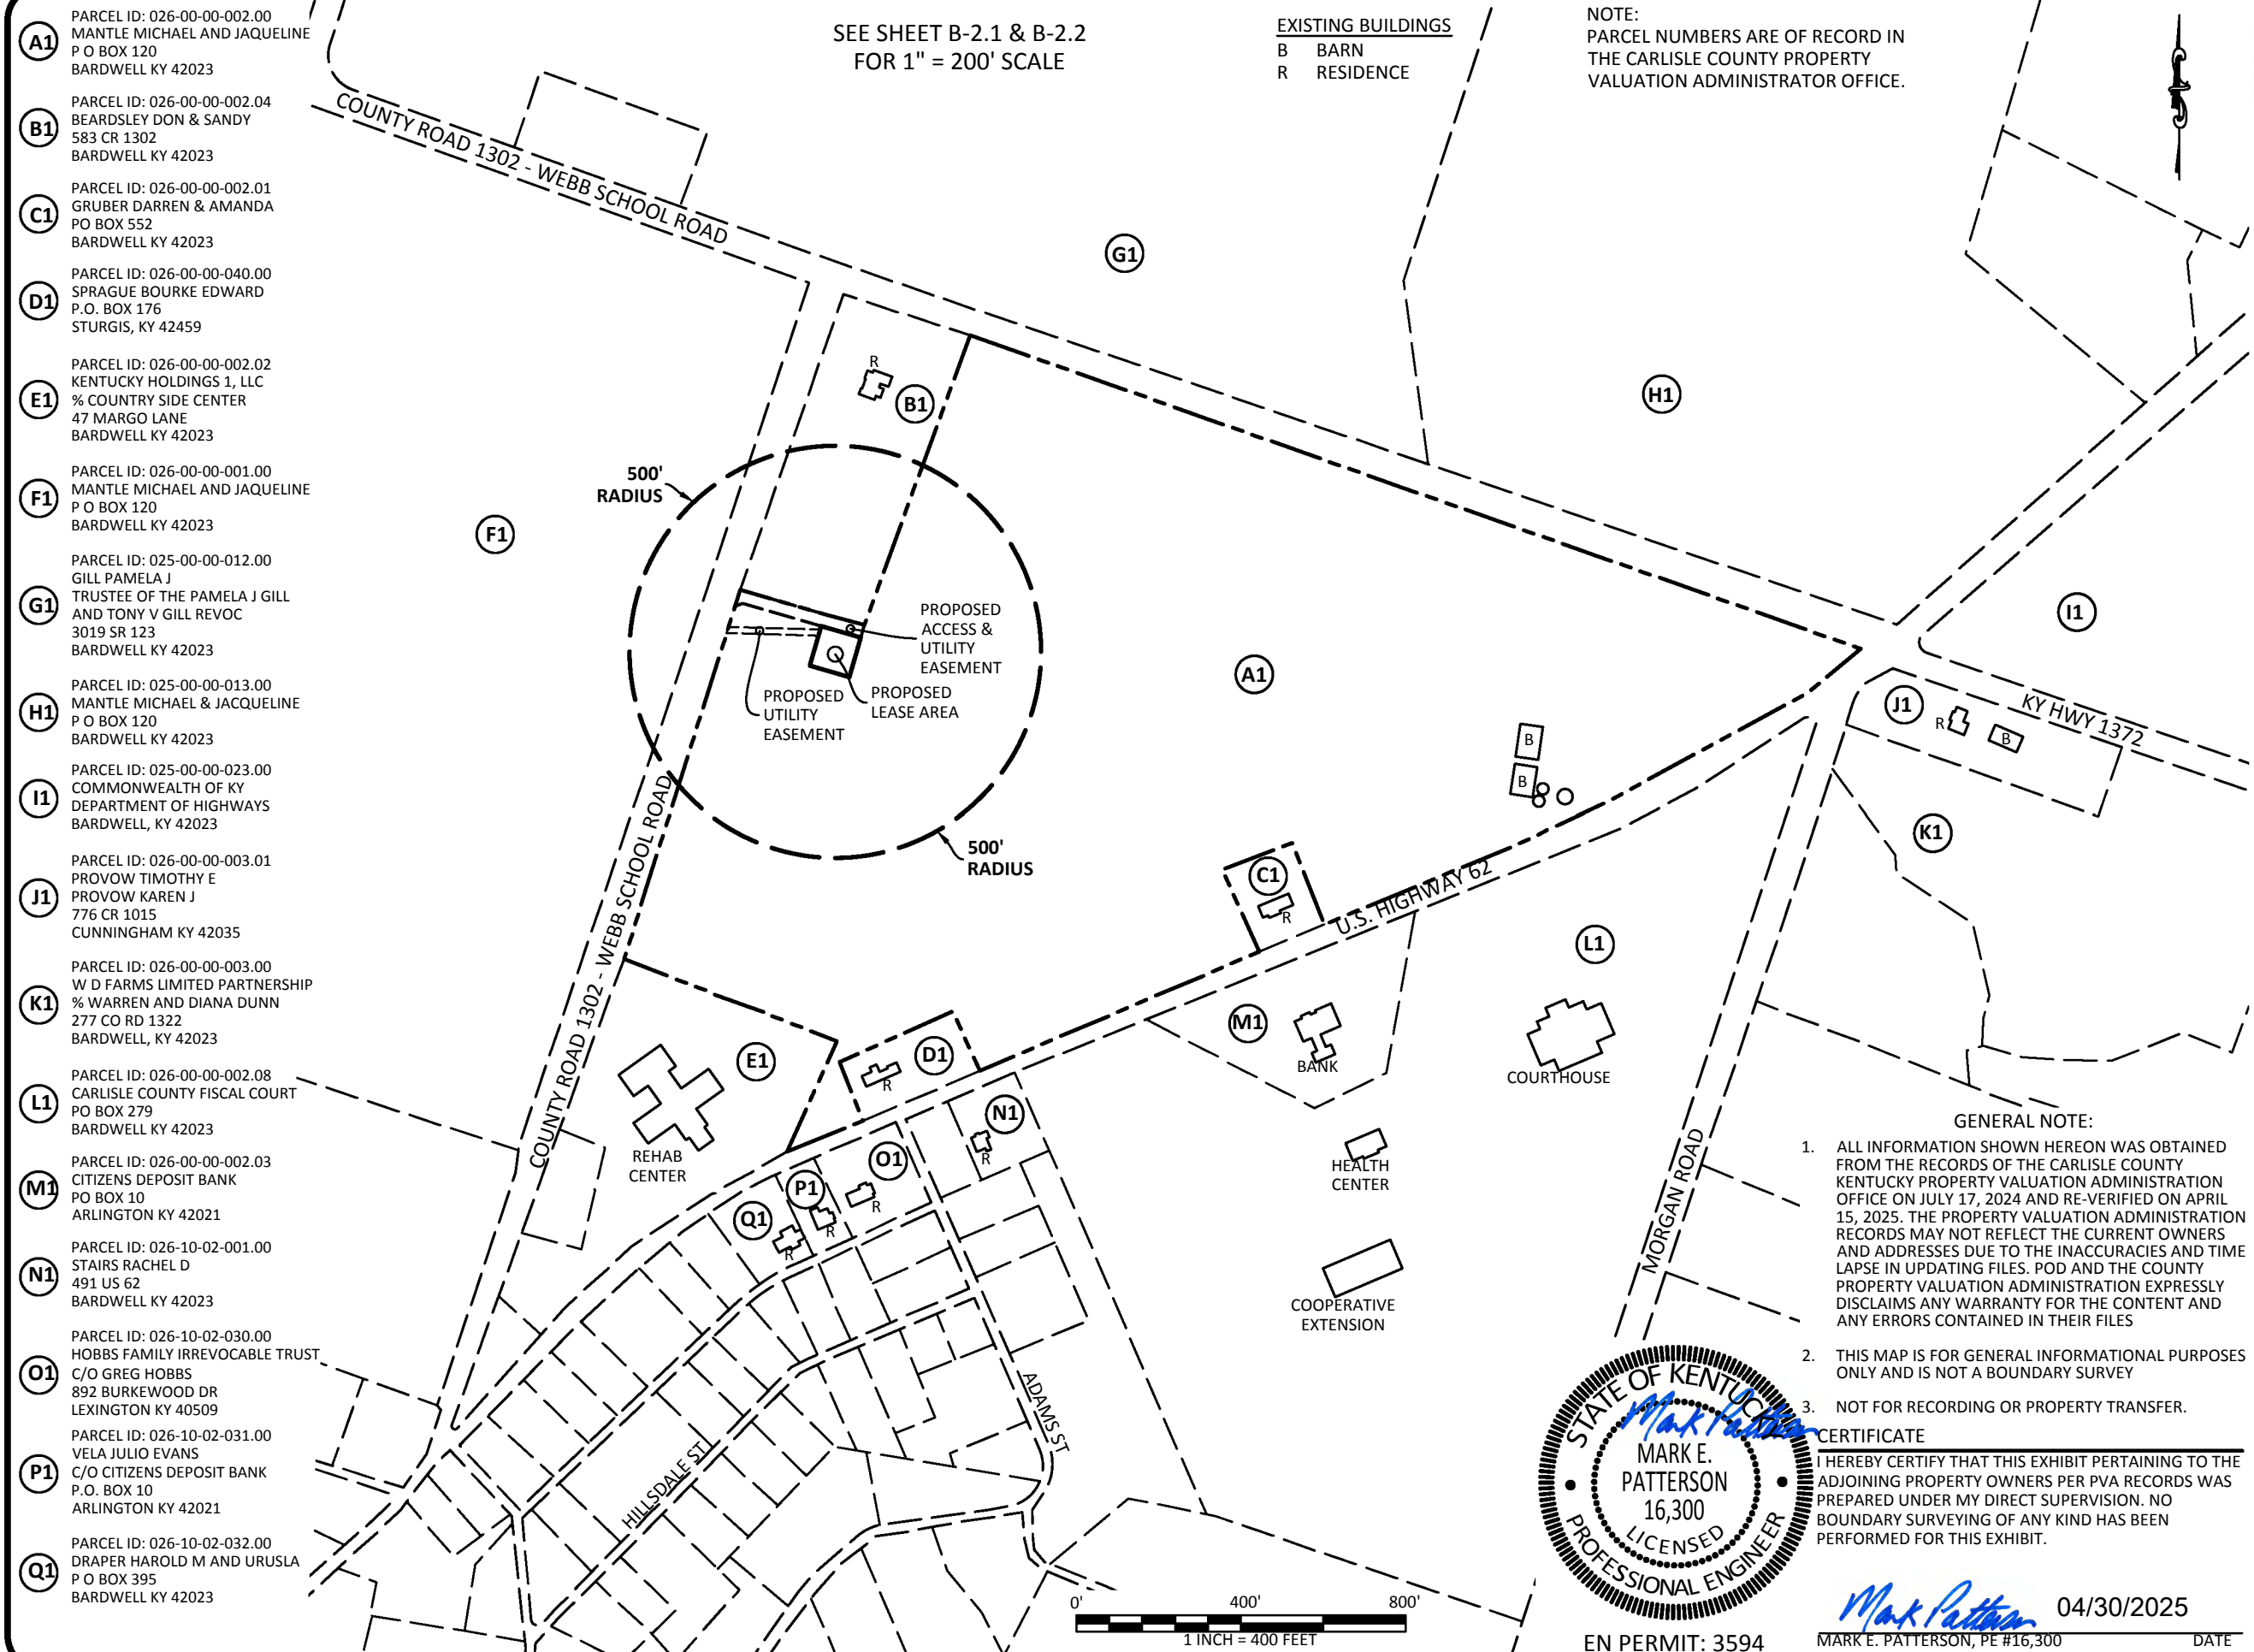 A1
PARCEL ID: 026-00-00-002.00
MANTLE MICHAEL AND JAQUELINE
P O BOX 120
BARDWELL KY 42023
B1
PARCEL ID: 026-00-00-002.04
BEARDSLEY DON & SANDY
583 CR 1302
BARDWELL KY 42023
C1
PARCEL ID: 026-00-00-002.01
GRUBER DARREN & AMANDA
PO BOX 552
BARDWELL KY 42023
D1
PARCEL ID: 026-00-00-040.00
SPRAGUE BOURKE EDWARD
P.O. BOX 176
STURGIS, KY 42459
E1
PARCEL ID: 026-00-00-002.02
KENTUCKY HOLDINGS 1, LLC
% COUNTRY SIDE CENTER
47 MARGO LANE
BARDWELL KY 42023
F1
PARCEL ID: 026-00-00-001.00
MANTLE MICHAEL AND JAQUELINE
P O BOX 120
BARDWELL KY 42023
G1
PARCEL ID: 025-00-00-012.00
GILL PAMELA J
TRUSTEE OF THE PAMELA J GILL
AND TONY V GILL REVOC
3019 SR 123
BARDWELL KY 42023
H1
PARCEL ID: 025-00-00-013.00
MANTLE MICHAEL & JACQUELINE
P O BOX 120
BARDWELL KY 42023
I1
PARCEL ID: 025-00-00-023.00
COMMONWEALTH OF KY
DEPARTMENT OF HIGHWAYS
BARDWELL, KY 42023
J1
PARCEL ID: 026-00-00-003.01
PROVOW TIMOTHY E
PROVOW KAREN J
776 CR 1015
CUNNINGHAM KY 42035
K1
PARCEL ID: 026-00-00-003.00
W D FARMS LIMITED PARTNERSHIP
% WARREN AND DIANA DUNN
277 CO RD 1322
BARDWELL, KY 42023
L1
PARCEL ID: 026-00-00-002.08
CARLISLE COUNTY FISCAL COURT
PO BOX 279
BARDWELL KY 42023
M1
PARCEL ID: 026-00-00-002.03
CITIZENS DEPOSIT BANK
PO BOX 10
ARLINGTON KY 42021
N1
PARCEL ID: 026-10-02-001.00
STAIRS RACHEL D
491 US 62
BARDWELL KY 42023
O1
PARCEL ID: 026-10-02-030.00
HOBBS FAMILY IRREVOCABLE TRUST
C/O GREG HOBBS
892 BURKEWOOD DR
LEXINGTON KY 40509
P1
PARCEL ID: 026-10-02-031.00
VELA JULIO EVANS
C/O CITIZENS DEPOSIT BANK
P.O. BOX 10
ARLINGTON KY 42021
Q1
PARCEL ID: 026-10-02-032.00
DRAPER HAROLD M AND URUSLA
P O BOX 395
BARDWELL KY 42023
SEE SHEET B-2.1 & B-2.2
FOR 1" = 200' SCALE
EXISTING BUILDINGS
B BARN
R RESIDENCE
NOTE:
PARCEL NUMBERS ARE OF RECORD IN
THE CARLISLE COUNTY PROPERTY
VALUATION ADMINISTRATOR OFFICE.
COUNTY ROAD 1302 - WEBB SCHOOL ROAD
G1
H1
R
B1
500'
RADIUS
F1
I1
PROPOSED
ACCESS &
UTILITY
EASEMENT
A1
PROPOSED
UTILITY
EASEMENT
PROPOSED
LEASE AREA
J1
R
B
KY HWY 1372
B
B
K1
500'
RADIUS
C1
R
U.S. HIGHWAY 62
L1
COUNTY ROAD 1302 - WEBB SCHOOL ROAD
E1
D1
R
M1
BANK
COURTHOUSE
REHAB
CENTER
N1
R
O1
R
P1
R
Q1
R
HEALTH
CENTER
COOPERATIVE
EXTENSION
MORGAN ROAD
ADAMS ST
HILLSDALE ST
GENERAL NOTE:
1. ALL INFORMATION SHOWN HEREON WAS OBTAINED
FROM THE RECORDS OF THE CARLISLE COUNTY
KENTUCKY PROPERTY VALUATION ADMINISTRATION
OFFICE ON JULY 17, 2024 AND RE-VERIFIED ON APRIL
15, 2025. THE PROPERTY VALUATION ADMINISTRATION
RECORDS MAY NOT REFLECT THE CURRENT OWNERS
AND ADDRESSES DUE TO THE INACCURACIES AND TIME
LAPSE IN UPDATING FILES. POD AND THE COUNTY
PROPERTY VALUATION ADMINISTRATION EXPRESSLY
DISCLAIMS ANY WARRANTY FOR THE CONTENT AND
ANY ERRORS CONTAINED IN THEIR FILES
2. THIS MAP IS FOR GENERAL INFORMATIONAL PURPOSES
ONLY AND IS NOT A BOUNDARY SURVEY
3. NOT FOR RECORDING OR PROPERTY TRANSFER.
CERTIFICATE
I HEREBY CERTIFY THAT THIS EXHIBIT PERTAINING TO THE
ADJOINING PROPERTY OWNERS PER PVA RECORDS WAS
PREPARED UNDER MY DIRECT SUPERVISION. NO
BOUNDARY SURVEYING OF ANY KIND HAS BEEN
PERFORMED FOR THIS EXHIBIT.
STATE OF KENTUCKY
Mark Patterson
MARK E.
PATTERSON
16,300
LICENSED
PROFESSIONAL ENGINEER
0' 400' 800'
1 INCH = 400 FEET
EN PERMIT: 3594
Mark Patterson 04/30/2025
MARK E. PATTERSON, PE #16,300 DATE